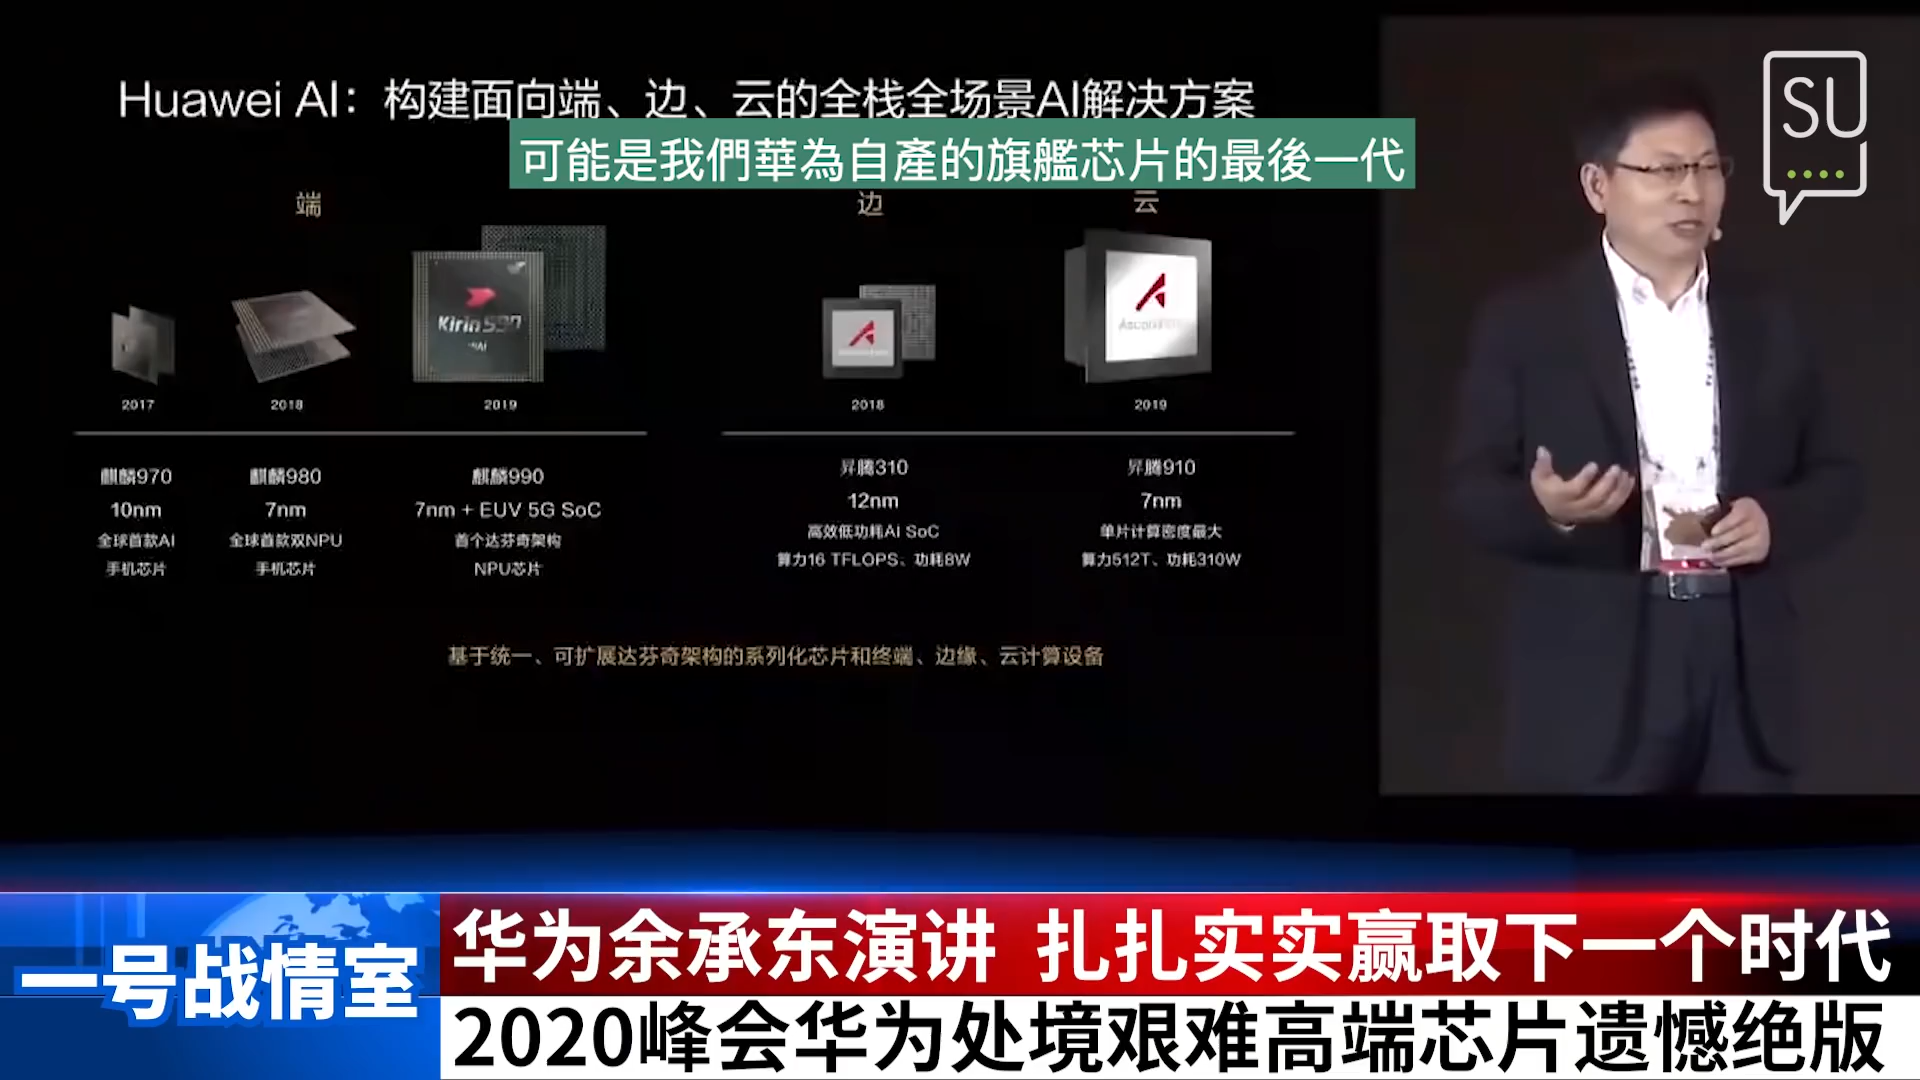 Huawei AI：构建面向端、边、云的全栈全场景AI解决方案
可能是我們華為自產的旗艦芯片的最後一代
SU
端
边
云
Kirin 990
2017
2018
2019
2018
2019
麒麟970
10nm
全球首款AI
手机芯片
麒麟980
7nm
全球首款双NPU
手机芯片
麒麟990
7nm + EUV 5G SoC
首个达芬奇架构
NPU芯片
昇腾310
12nm
高效低功耗AI SoC
算力16 TFLOPS、功耗8W
昇腾910
7nm
单片计算密度最大
算力512T、功耗310W
基于统一、可扩展达芬奇架构的系列化芯片和终端、边缘、云计算设备
一号战情室
华为余承东演讲 扎扎实实赢取下一个时代
2020峰会华为处境艰难高端芯片遗憾绝版